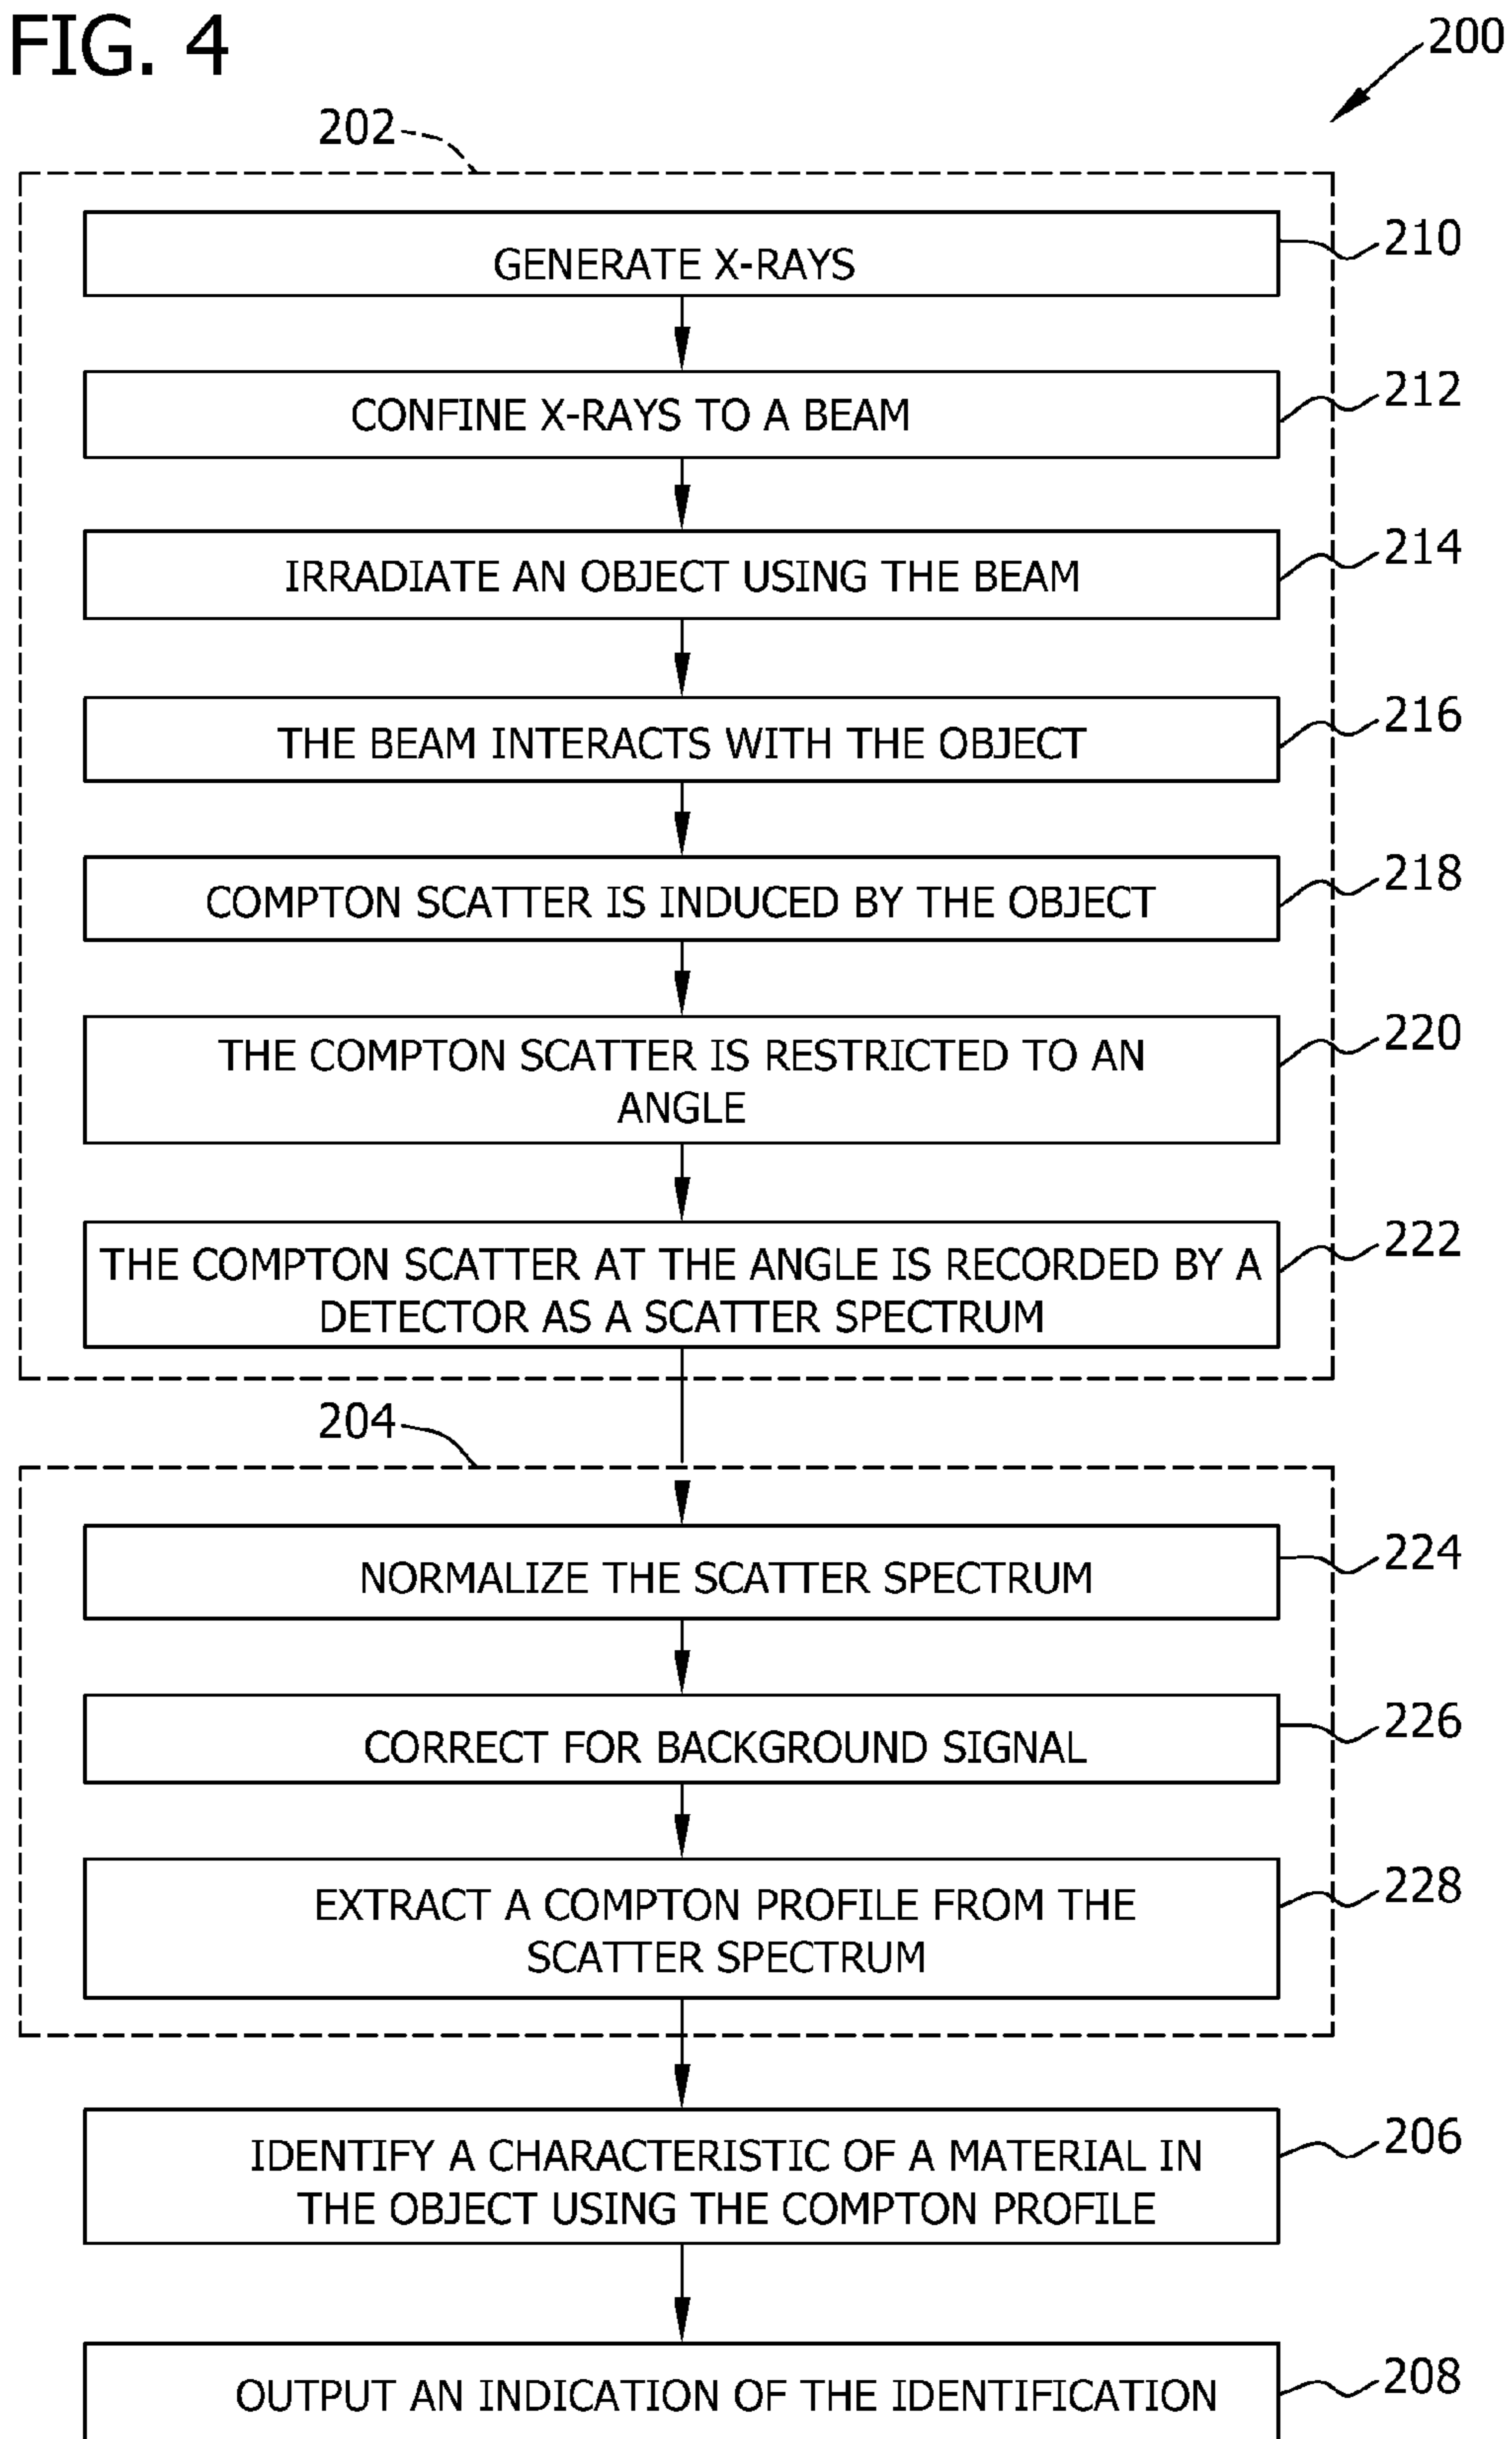 FIG. 4
200
202
GENERATE X-RAYS
210
CONFINE X-RAYS TO A BEAM
212
IRRADIATE AN OBJECT USING THE BEAM
214
THE BEAM INTERACTS WITH THE OBJECT
216
COMPTON SCATTER IS INDUCED BY THE OBJECT
218
THE COMPTON SCATTER IS RESTRICTED TO AN
ANGLE
220
THE COMPTON SCATTER AT THE ANGLE IS RECORDED BY A
DETECTOR AS A SCATTER SPECTRUM
222
204
NORMALIZE THE SCATTER SPECTRUM
224
CORRECT FOR BACKGROUND SIGNAL
226
EXTRACT A COMPTON PROFILE FROM THE
SCATTER SPECTRUM
228
IDENTIFY A CHARACTERISTIC OF A MATERIAL IN
THE OBJECT USING THE COMPTON PROFILE
206
OUTPUT AN INDICATION OF THE IDENTIFICATION
208